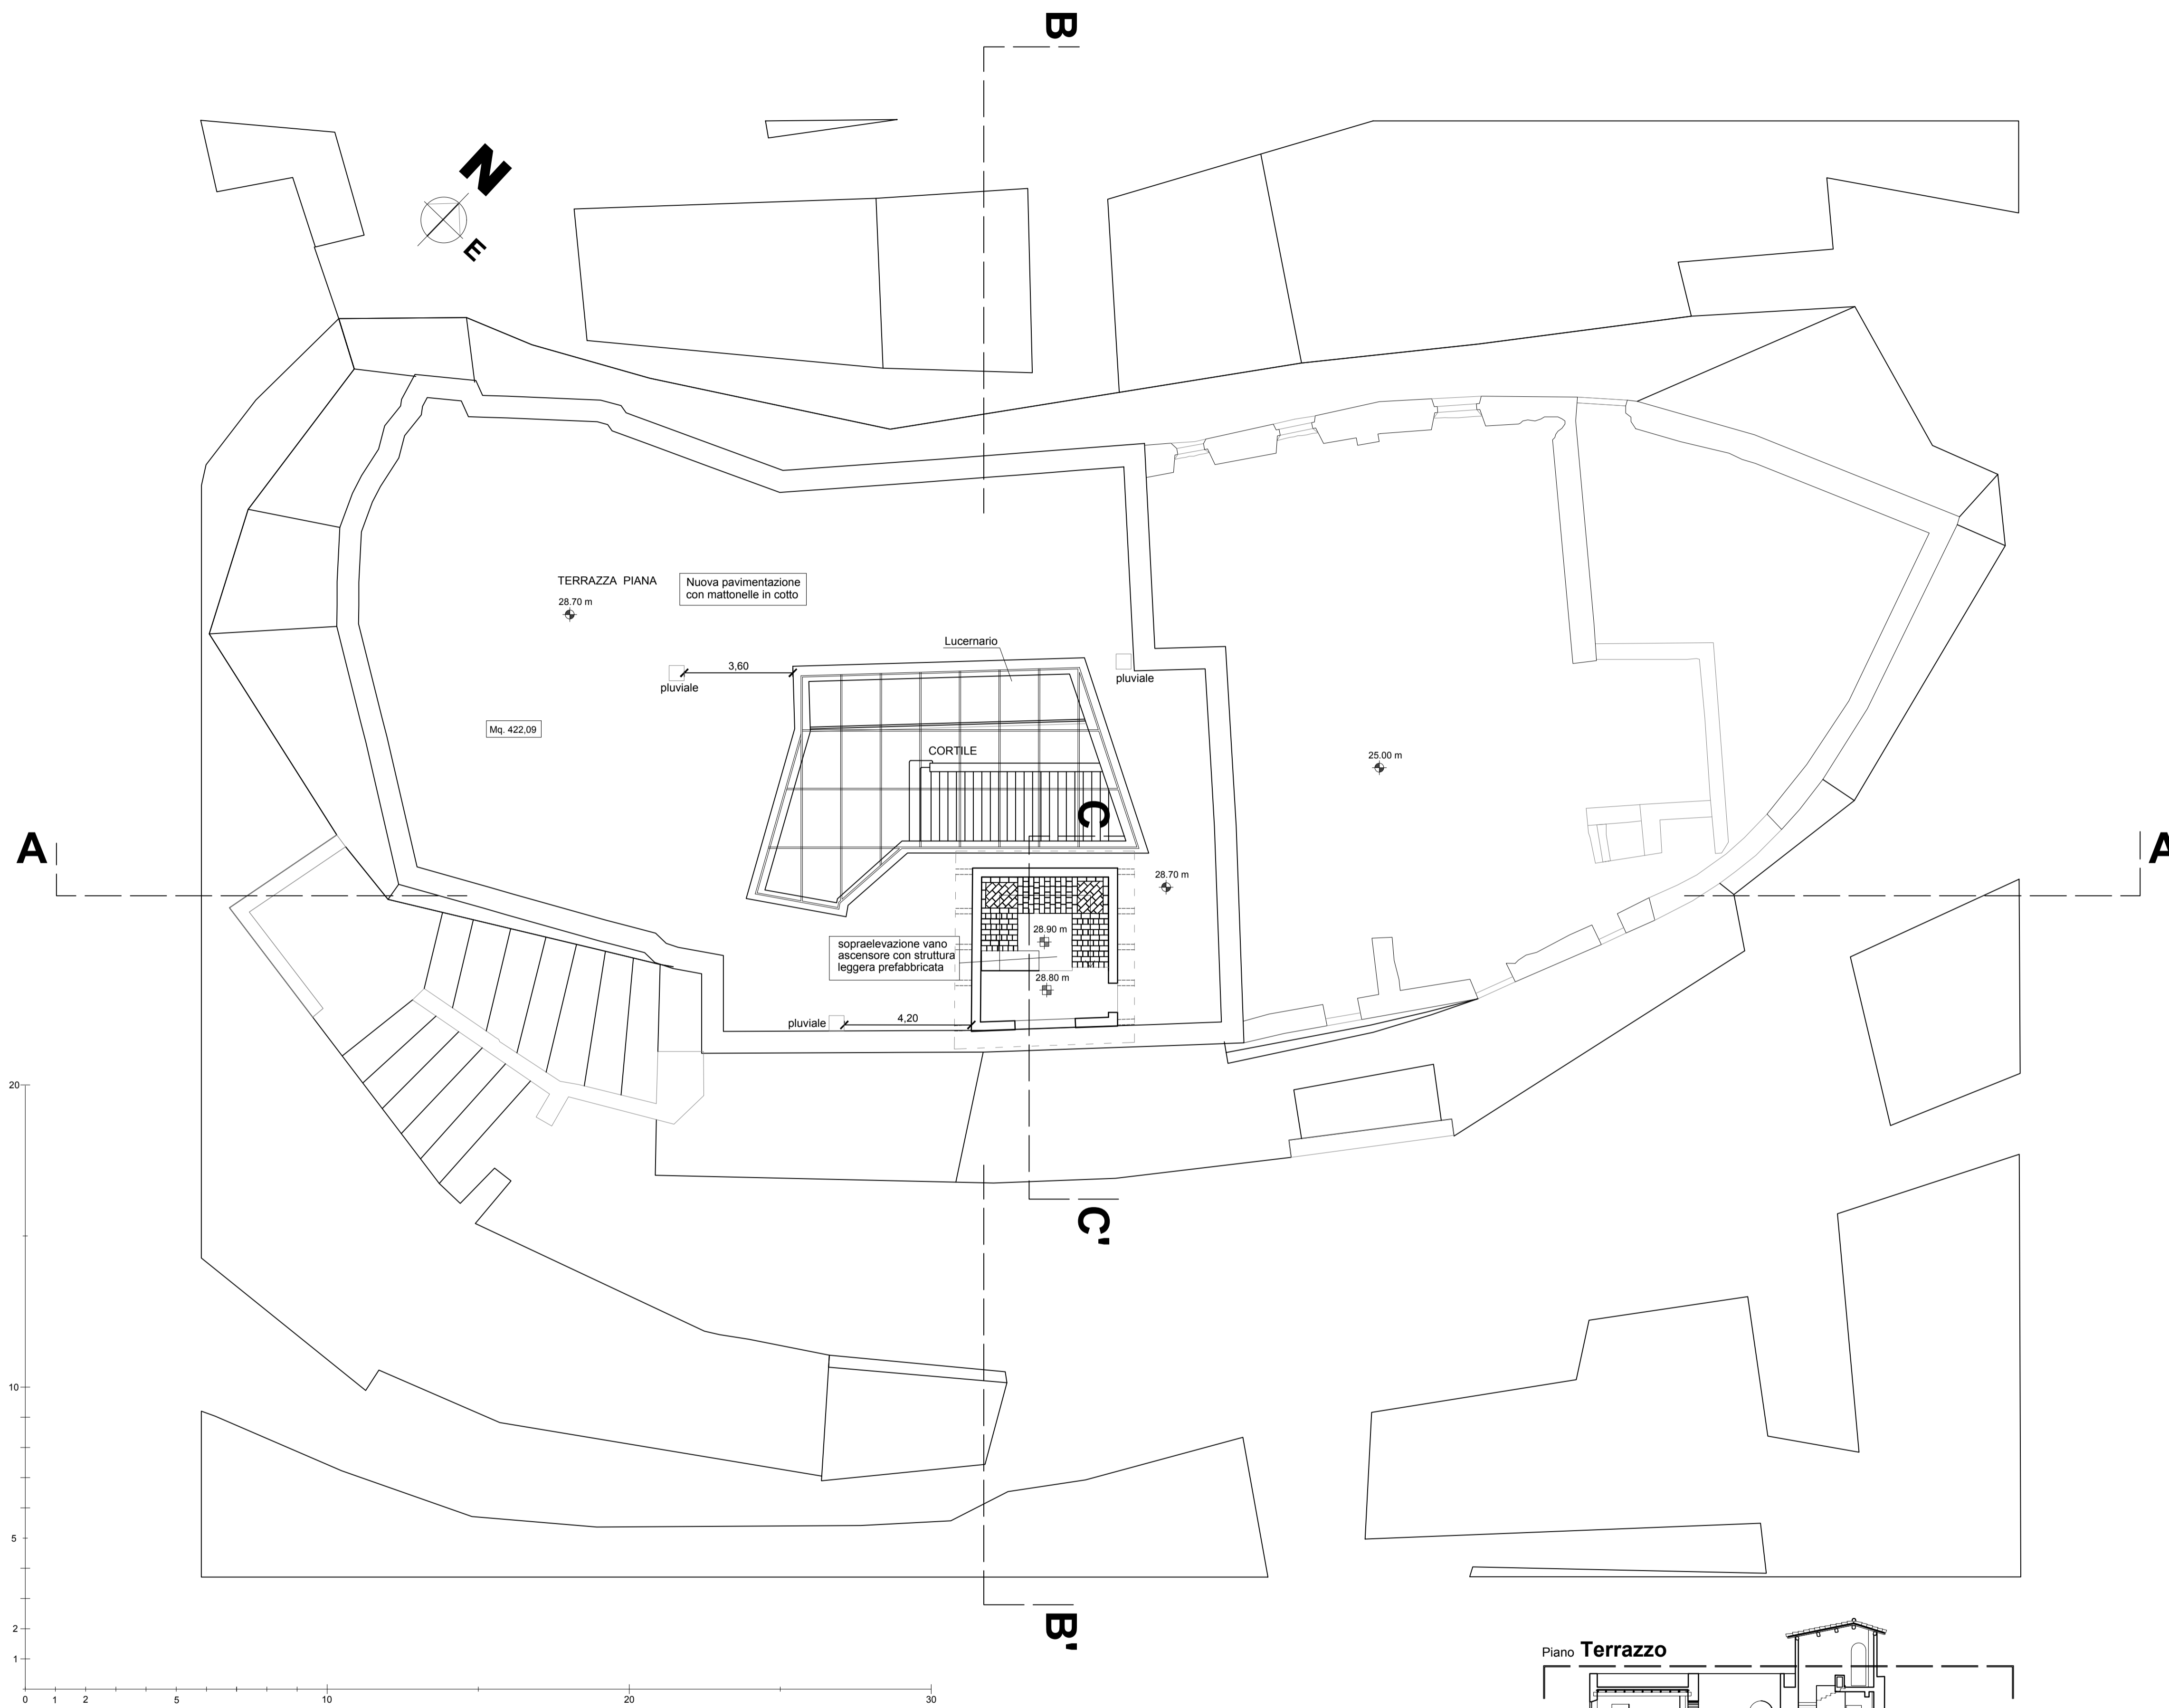 B
N
E
TERRAZZA PIANA
28.70 m
Nuova pavimentazione
con mattonelle in cotto
Lucernario
3,60
pluviale
pluviale
Mq. 422,09
CORTILE
25.00 m
C
A
A
28.70 m
28.90 m
sopraelevazione vano
ascensore con struttura
leggera prefabbricata
28.80 m
pluviale
4,20
20
C'
10
5
B'
2
Piano Terrazzo
1
0 1 2 5 10 20 30